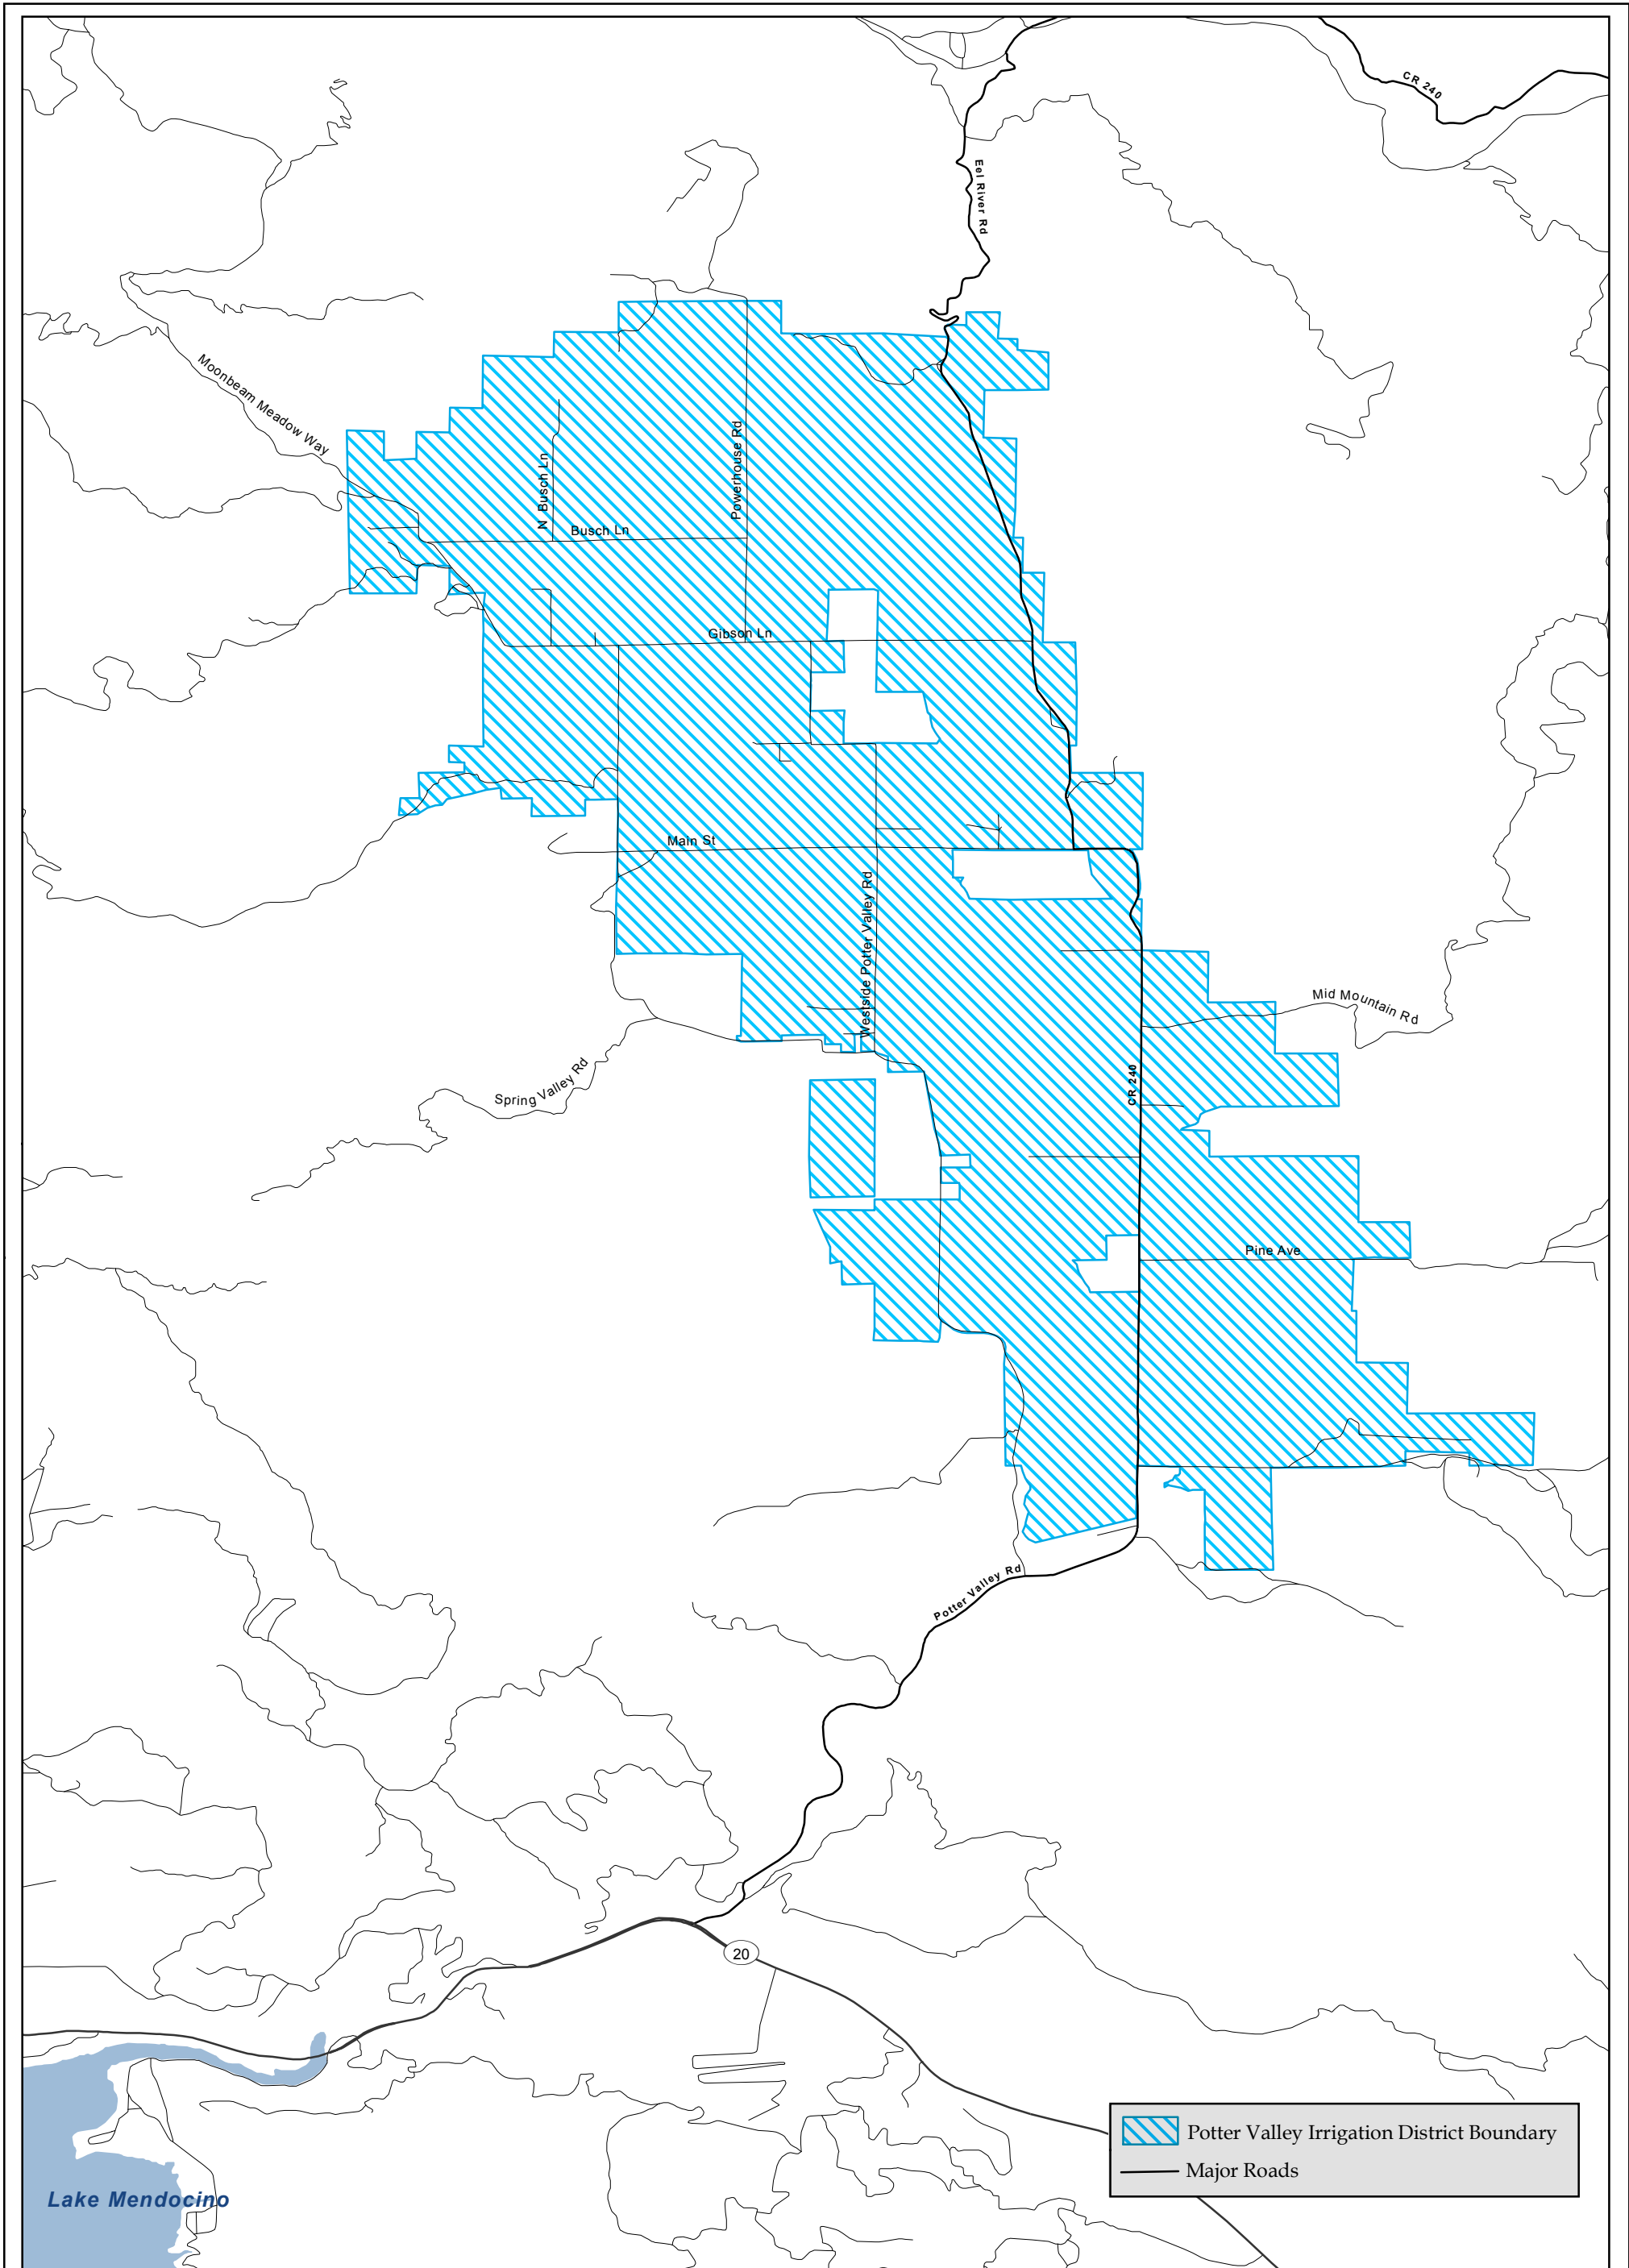 CR 240
Eel River Rd
Moonbeam Meadow Way
Powerhouse Rd
N Busch Ln
Busch Ln
Gibson Ln
Main St
Westside Potter Valley Rd
Mid Mountain Rd
Spring Valley Rd
CR 240
Pine Ave
Potter Valley Rd
20
Potter Valley Irrigation District Boundary
Major Roads
Lake Mendocino